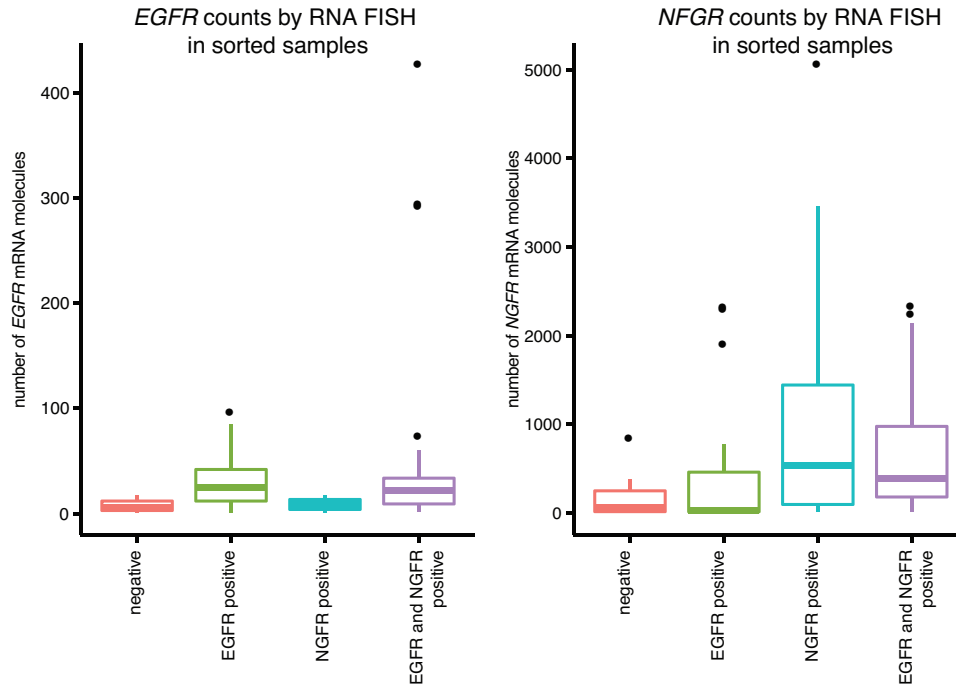 EGFR counts by RNA FISH
in sorted samples
number of EGFR mRNA molecules
400
300
200
100
0
negative
EGFR positive
NGFR positive
EGFR and NGFR
positive
NFGR counts by RNA FISH
in sorted samples
number of NGFR mRNA molecules
5000
4000
3000
2000
1000
0
negative
EGFR positive
NGFR positive
EGFR and NGFR
positive